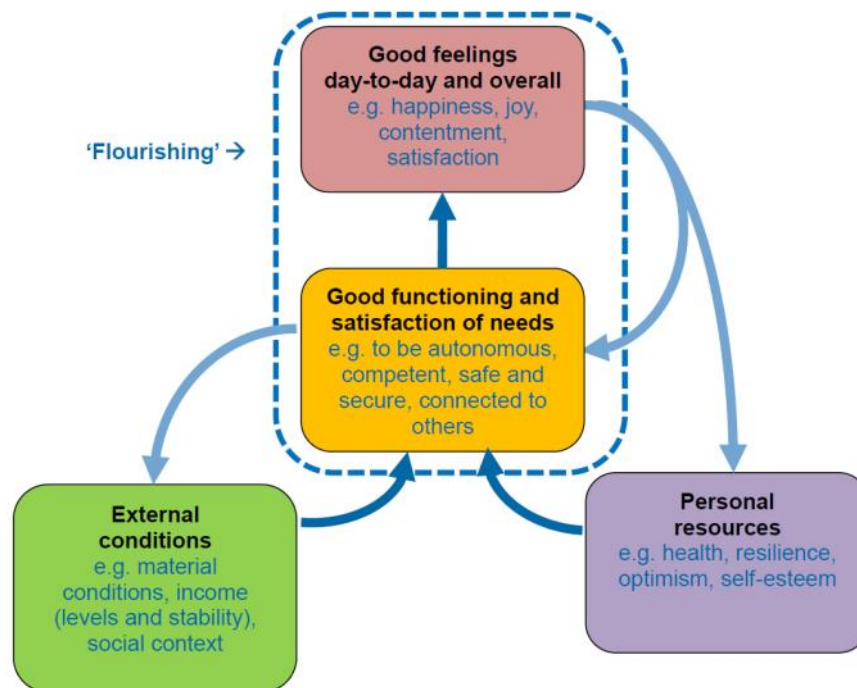 Good feelings
day-to-day and overall
e.g. happiness, joy,
contentment,
satisfaction
‘Flourishing’ →
Good functioning and
satisfaction of needs
e.g. to be autonomous,
competent, safe and
secure, connected to
others
External
conditions
e.g. material
conditions, income
(levels and stability),
social context
Personal
resources
e.g. health, resilience,
optimism, self-esteem